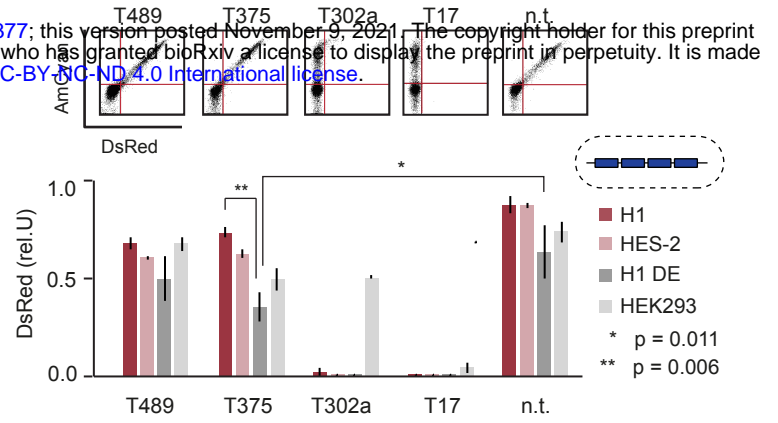 T489 T375 T302a T17 n.t.
377; this version posted November 9, 2021. The copyright holder for this preprint
who has granted bioRxiv a license to display the preprint in perpetuity. It is made
C-BY-NC-ND 4.0 International license.
AmCyan
DsRed
*
**
1.0
0.5
0.0
DsRed (rel.U)
H1
HES-2
H1 DE
HEK293
* p = 0.011
** p = 0.006
T489 T375 T302a T17 n.t.